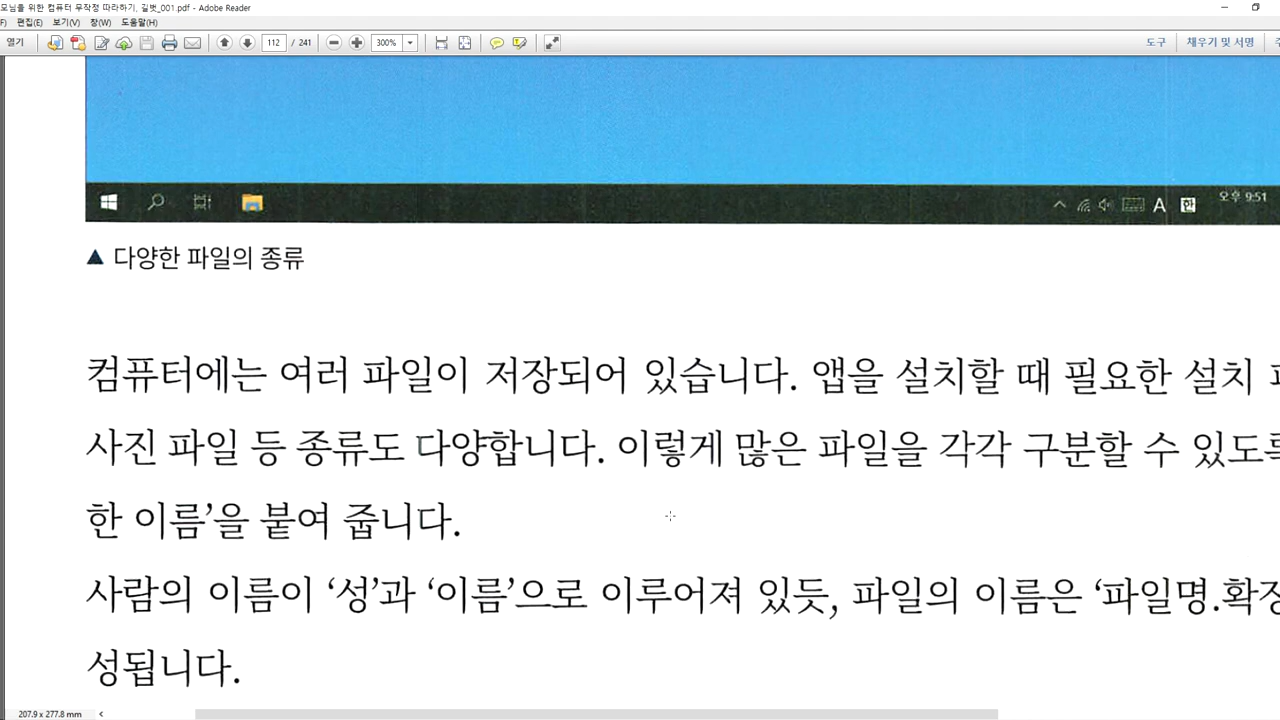 모님을 위한 컴퓨터 무작정 따라하기, 길벗_001.pdf - Adobe Reader
F) 편집(E) 보기(V) 창(W) 도움말(H)
열기 112 / 241 300% 도구 채우기 및 서명
A 한 오후 9:51
▲ 다양한 파일의 종류
컴퓨터에는 여러 파일이 저장되어 있습니다. 앱을 설치할 때 필요한 설치
사진 파일 등 종류도 다양합니다. 이렇게 많은 파일을 각각 구분할 수 있도록
한 이름’을 붙여 줍니다.
사람의 이름이 ‘성’과 ‘이름’으로 이루어져 있듯, 파일의 이름은 ‘파일명.확장
성됩니다.
207.9 x 277.8 mm